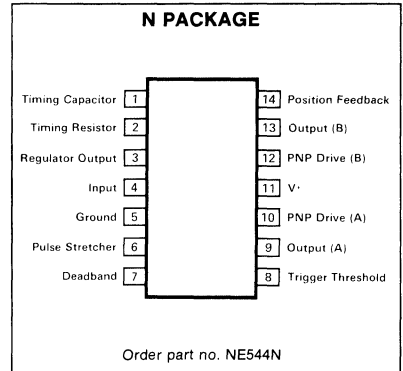 N PACKAGE
Timing Capacitor 1
Timing Resistor 2
Regulator Output 3
Input 4
Ground 5
Pulse Stretcher 6
Deadband 7
14 Position Feedback
13 Output (B)
12 PNP Drive (B)
11 V+
10 PNP Drive (A)
9 Output (A)
8 Trigger Threshold
Order part no. NE544N